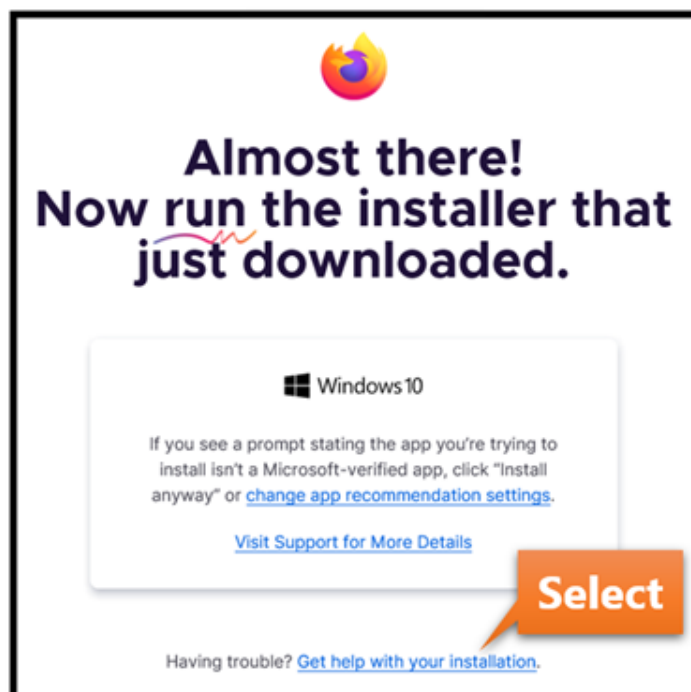 Almost there!
Now run the installer that
just downloaded.
Windows 10
If you see a prompt stating the app you're trying to
install isn't a Microsoft-verified app, click "Install
anyway" or change app recommendation settings.
Visit Support for More Details
Select
Having trouble? Get help with your installation.